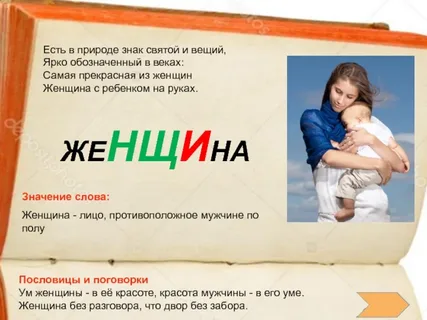 Есть в природе знак святой и вещий,
Ярко обозначенный в веках:
Самая прекрасная из женщин
Женщина с ребенком на руках.
ЖЕНЩИНА
Значение слова:
Женщина - лицо, противоположное мужчине по
полу
Пословицы и поговорки
Ум женщины - в её красоте, красота мужчины - в его уме.
Женщина без разговора, что двор без забора.